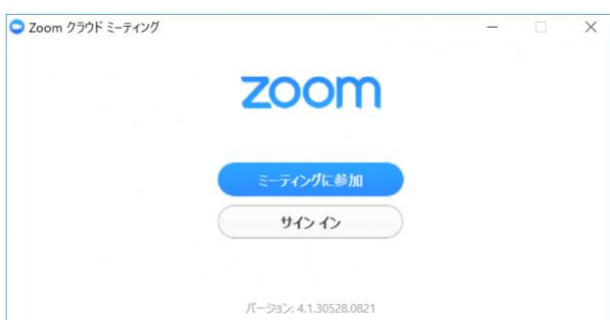 Zoom クラウド ミーティング
zoom
ミーティングに参加
サイン イン
バージョン: 4.1.30528.0821